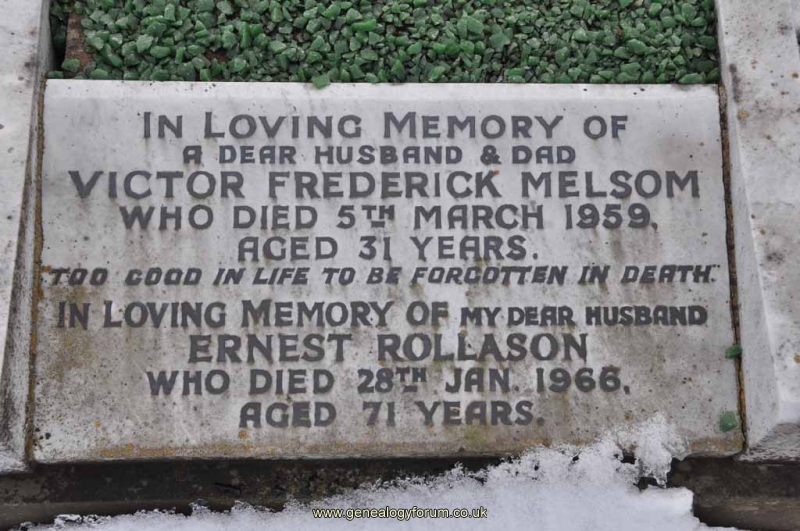 IN LOVING MEMORY OF
A DEAR HUSBAND & DAD
VICTOR FREDERICK MELSOM
WHO DIED 5TH MARCH 1959,
AGED 31 YEARS.
"TOO GOOD IN LIFE TO BE FORGOTTEN IN DEATH."
IN LOVING MEMORY OF MY DEAR HUSBAND
ERNEST ROLLASON
WHO DIED 28TH JAN 1966,
AGED 71 YEARS.
www.genealogyforum.co.uk